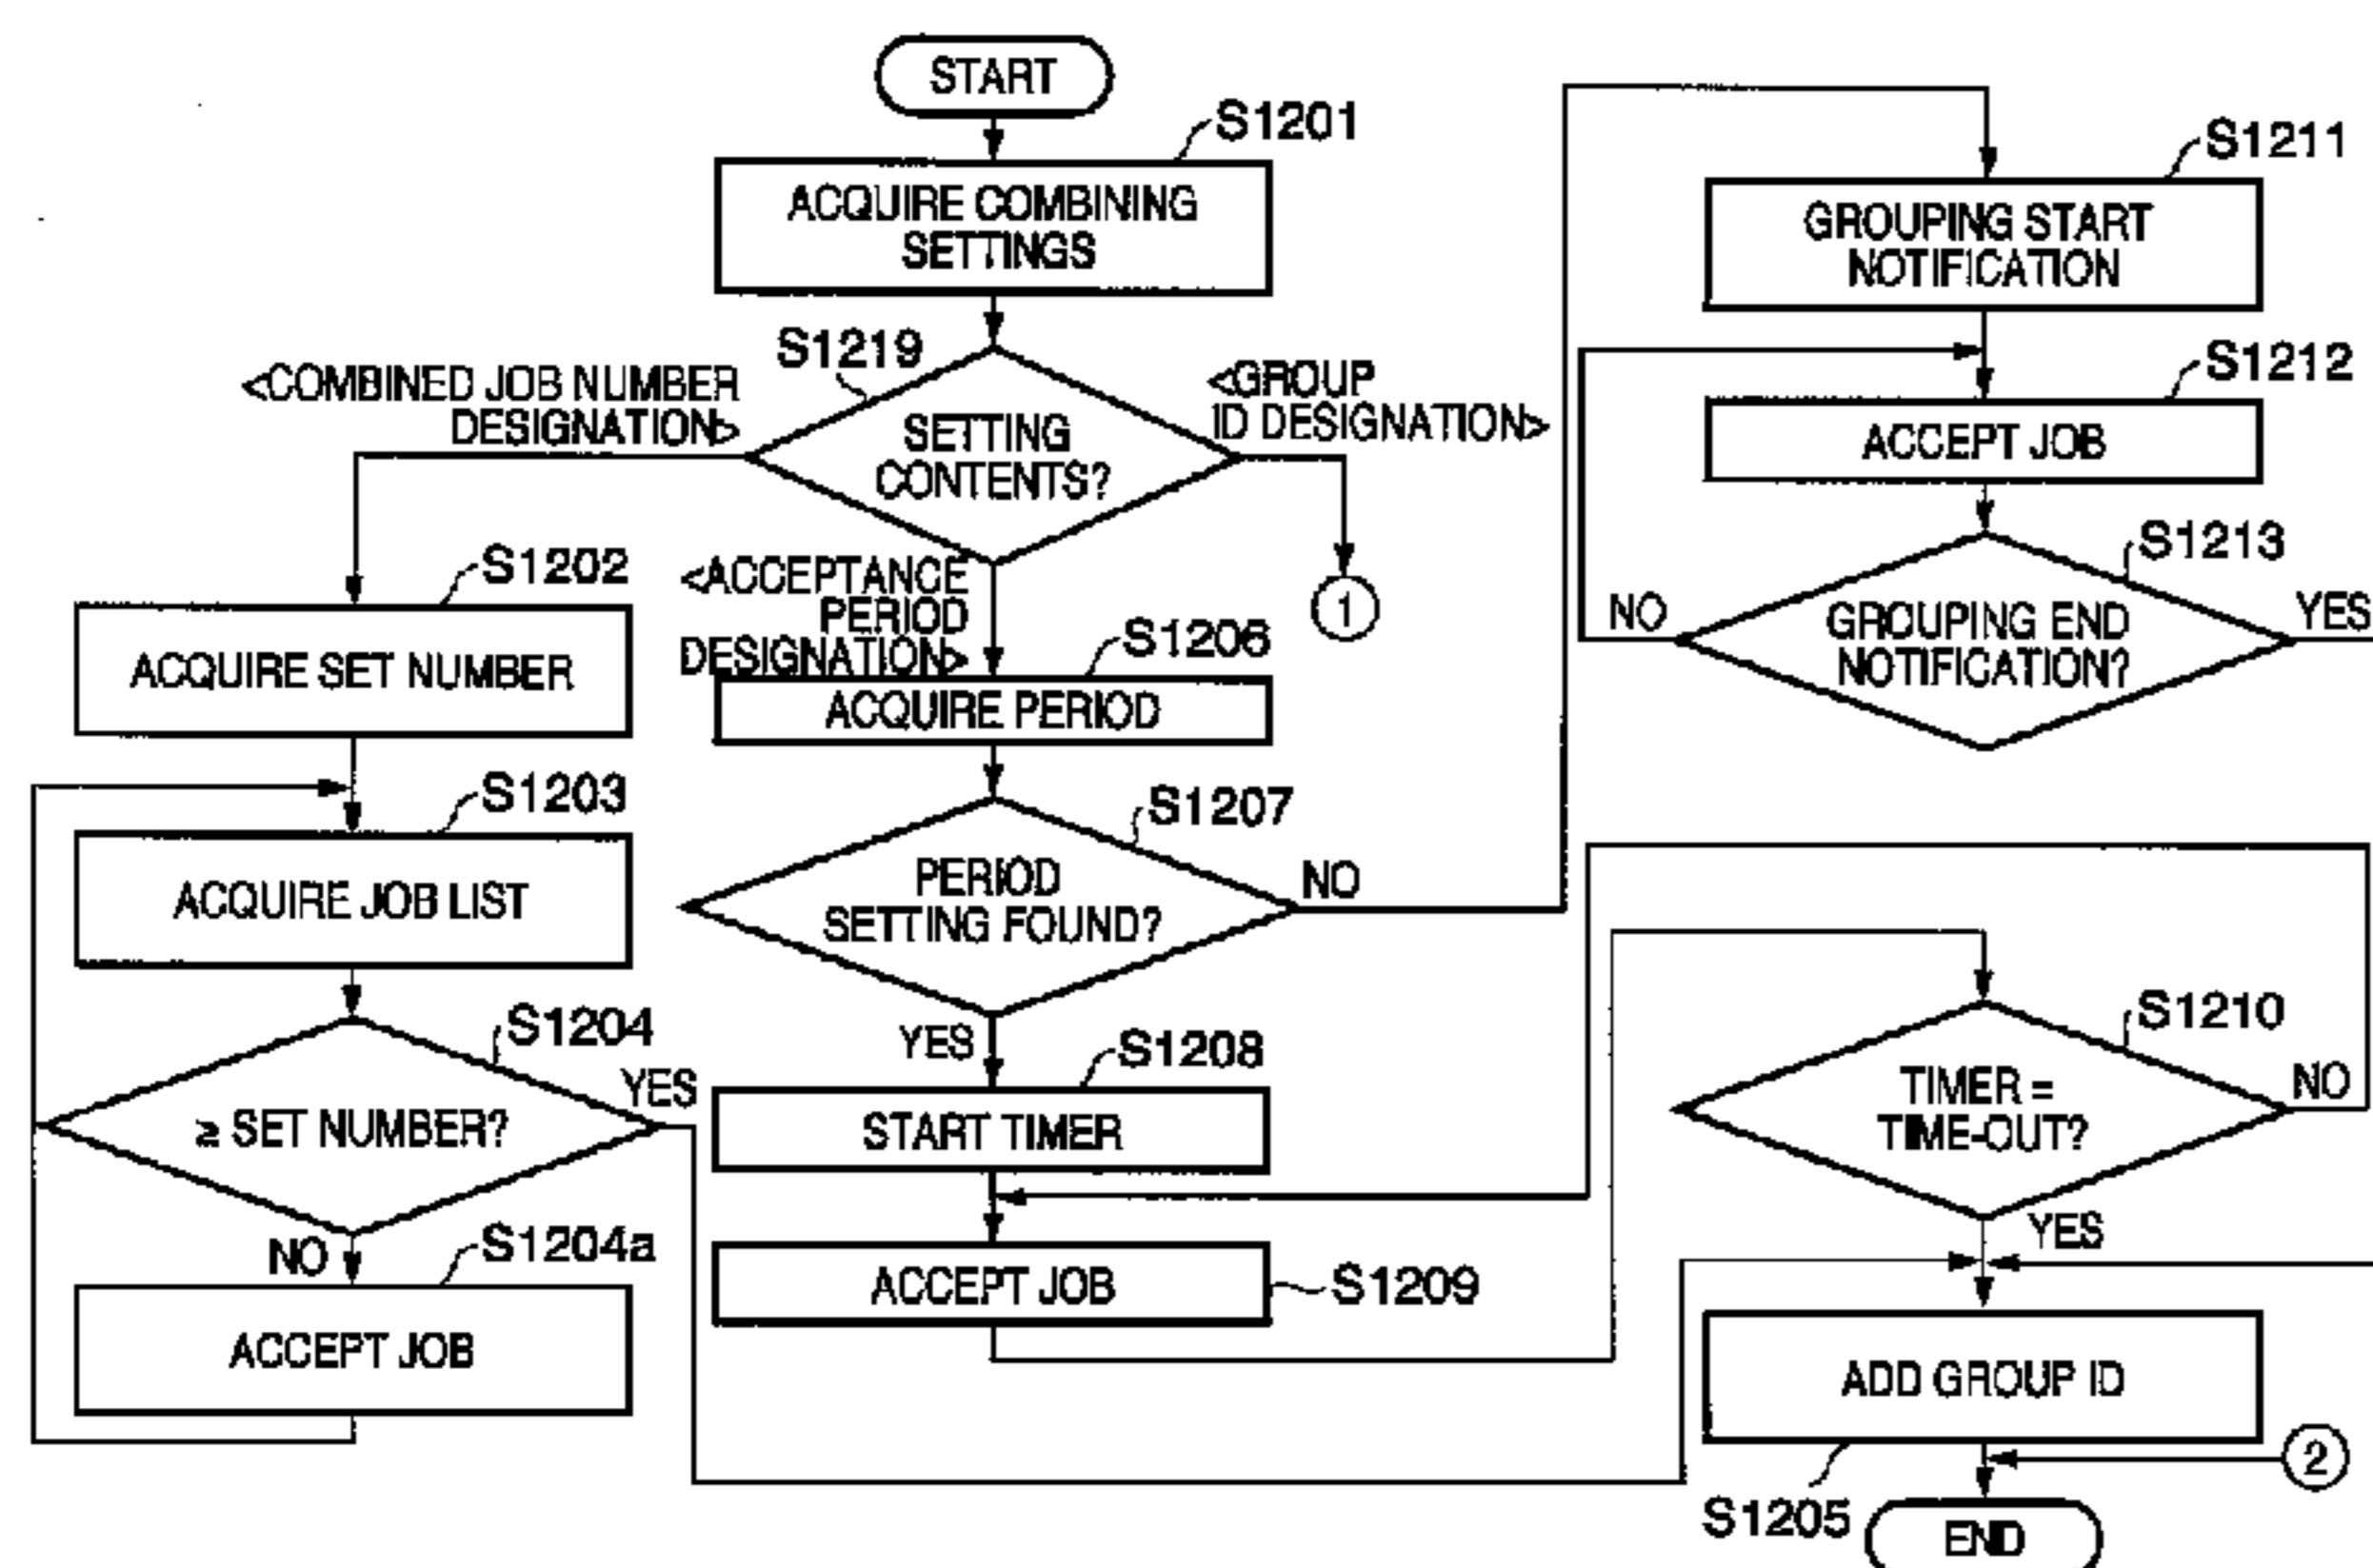 START
S1201
ACQUIRE COMBINING
SETTINGS
S1219
<COMBINED JOB NUMBER
DESIGNATION>
SETTING
CONTENTS?
<GROUP
ID DESIGNATION>
1
S1202
ACQUIRE SET NUMBER
S1203
ACQUIRE JOB LIST
S1204
≥ SET NUMBER?
YES
NO
S1204a
ACCEPT JOB
<ACCEPTANCE
PERIOD
DESIGNATION>
S1206
ACQUIRE PERIOD
S1207
PERIOD
SETTING FOUND?
NO
YES
S1208
START TIMER
ACCEPT JOB
S1209
S1211
GROUPING START
NOTIFICATION
S1212
ACCEPT JOB
S1213
GROUPING END
NOTIFICATION?
NO
YES
S1210
TIMER =
TIME-OUT?
NO
YES
ADD GROUP ID
S1205
2
END